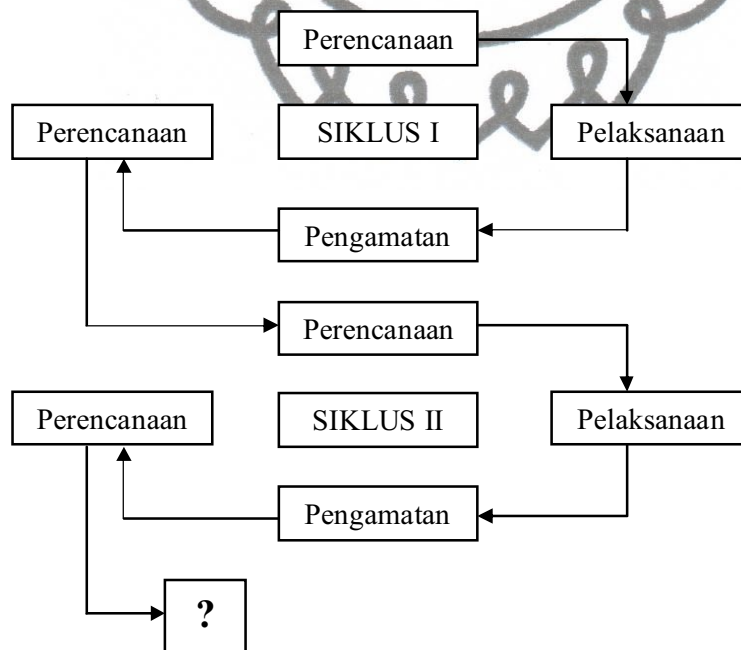 Perencanaan
Perencanaan
SIKLUS I
Pelaksanaan
Pengamatan
Perencanaan
Perencanaan
SIKLUS II
Pelaksanaan
Pengamatan
?